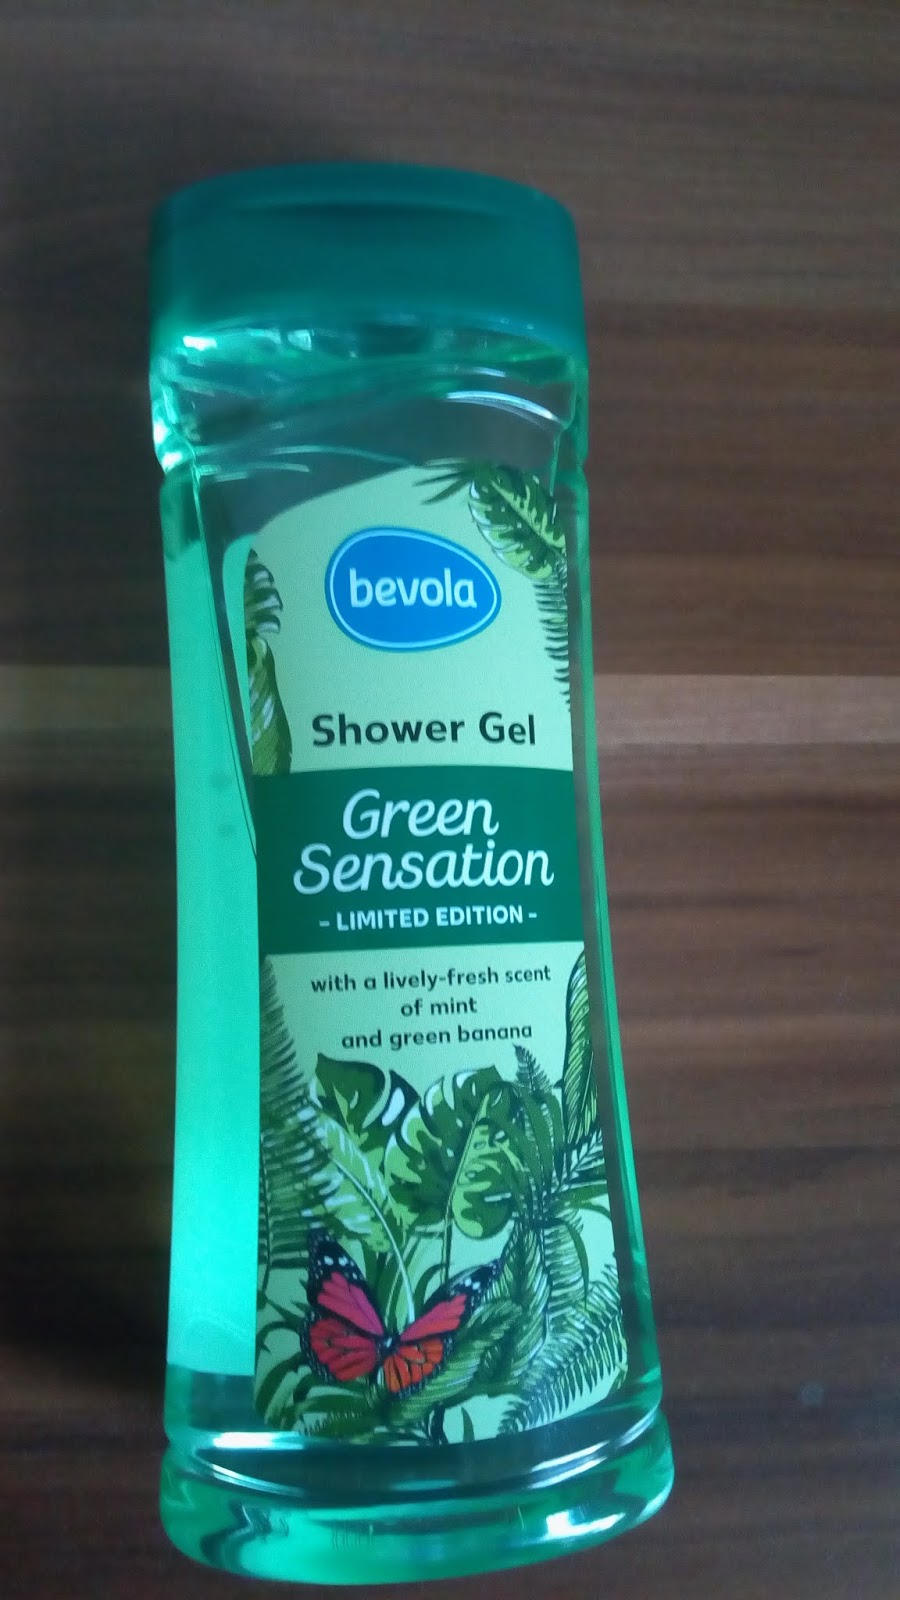 bevola
Shower Gel
Green
Sensation
- LIMITED EDITION -
with a lively-fresh scent
of mint
and green banana